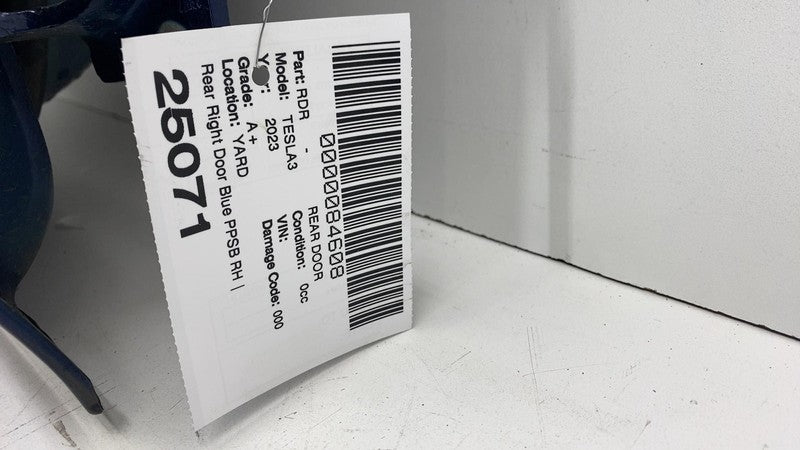 0000084608
Part: RDR - REAR DOOR
Model: TESLA3 Condition: 0cc
Year: 2023 VIN:
Grade: A+ Damage Code: 000
Location: YARD
Rear Right Door Blue PPSB RH |
25071